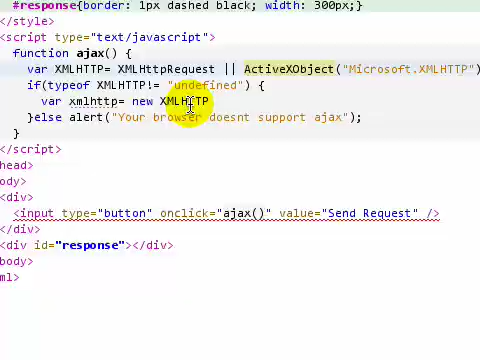 #response{border: 1px dashed black; width: 300px;}
</style>
<script type="text/javascript">
function ajax() {
var XMLHTTP= XMLHttpRequest || ActiveXObject("Microsoft.XMLHTTP")
if(typeof XMLHTTP!= "undefined") {
var xmlhttp= new XMLHTTP
}else alert("Your browser doesnt support ajax");
}
</script>
head>
ody>
<div>
<input type="button" onclick="ajax()" value="Send Request" />
</div>
<div id="response"></div>
body>
ml>